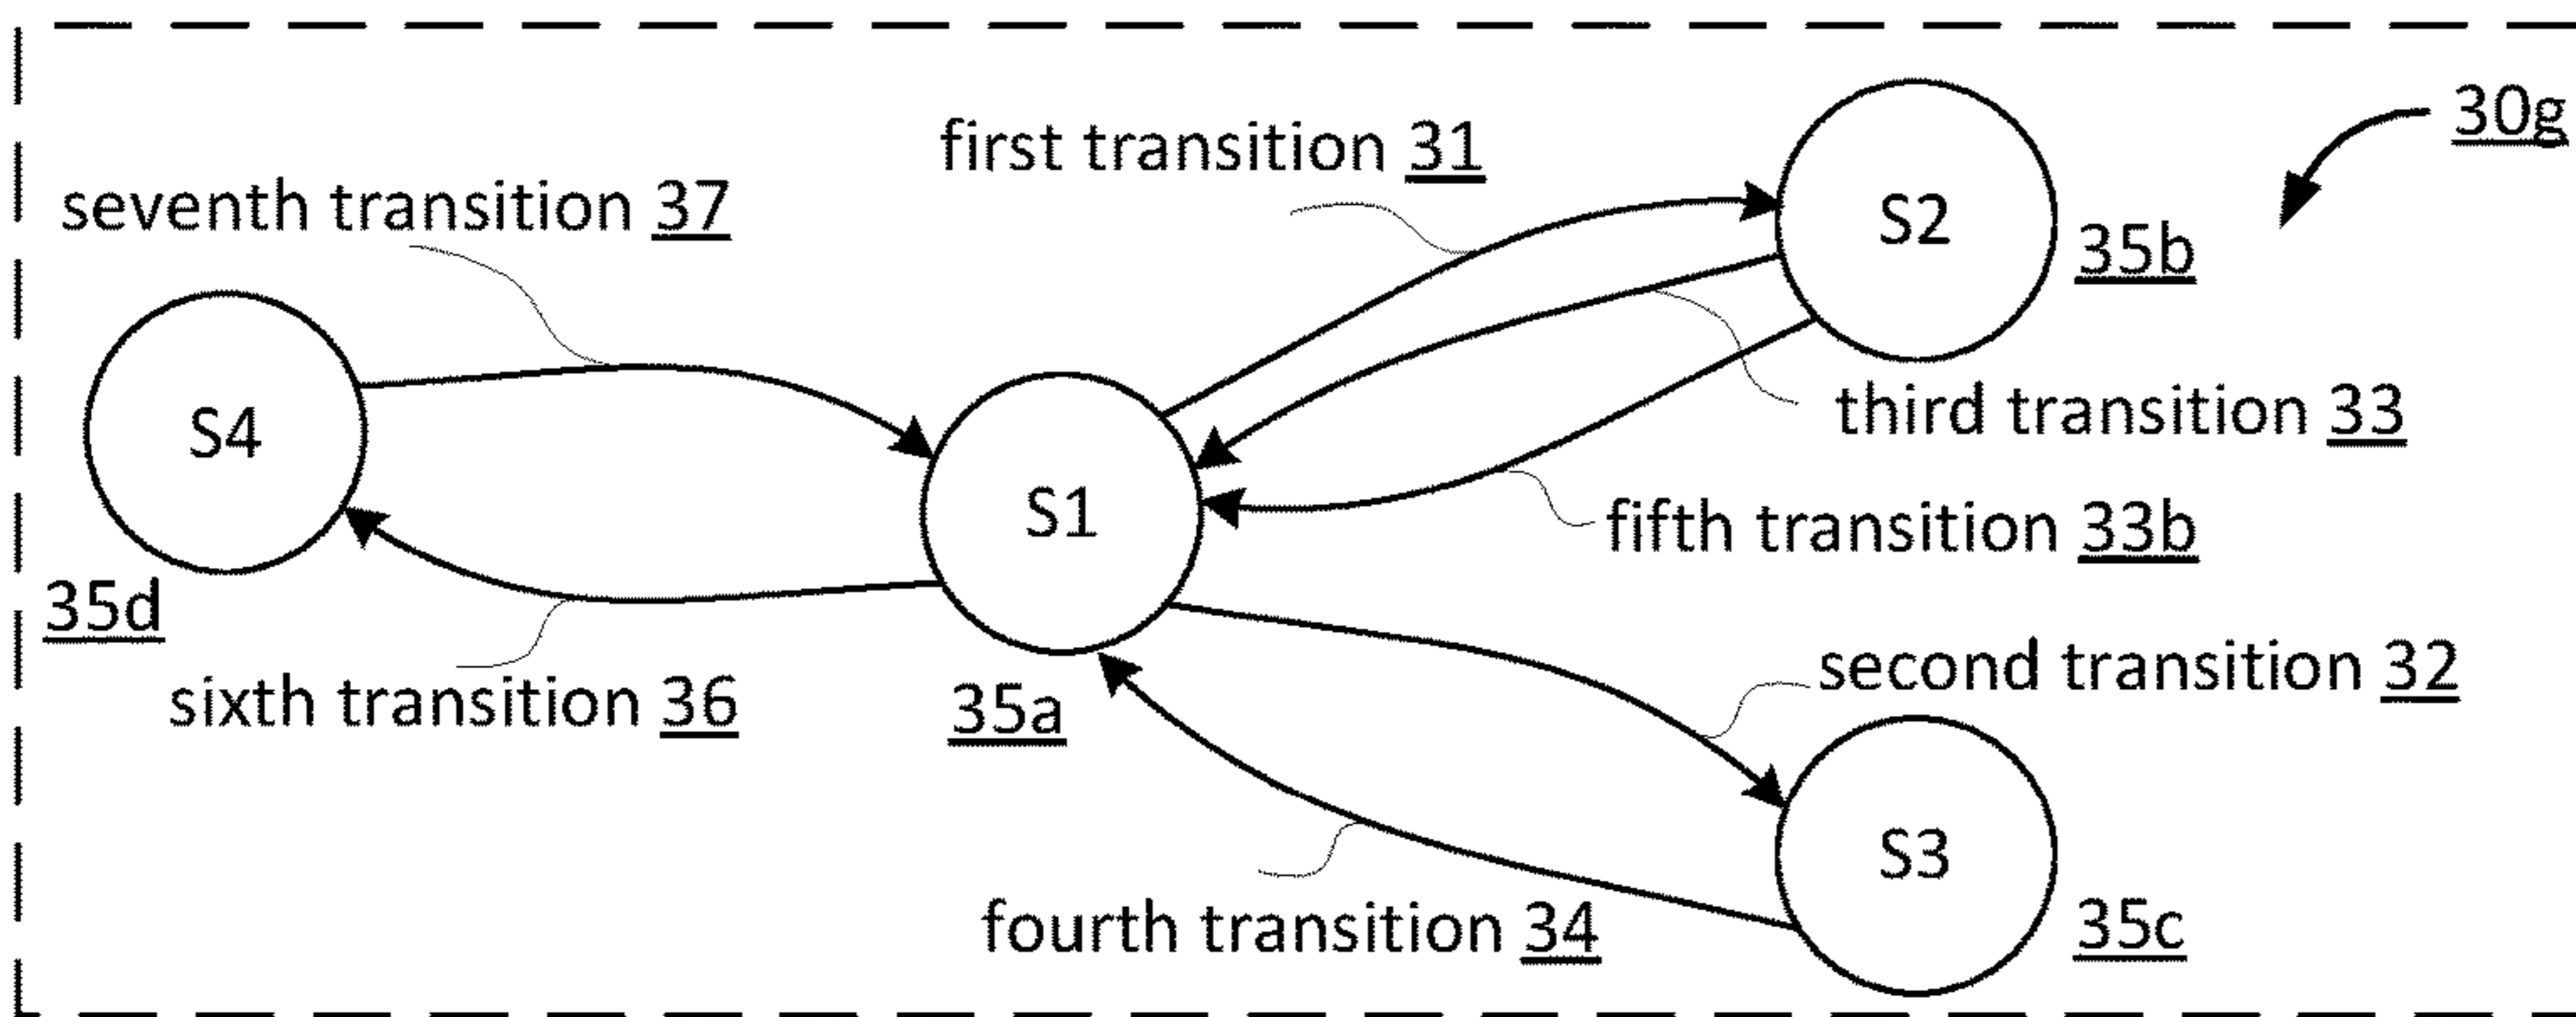 30g
first transition 31
S2
seventh transition 37
35b
S4
third transition 33
S1
fifth transition 33b
35d
second transition 32
sixth transition 36
35a
S3
fourth transition 34
35c